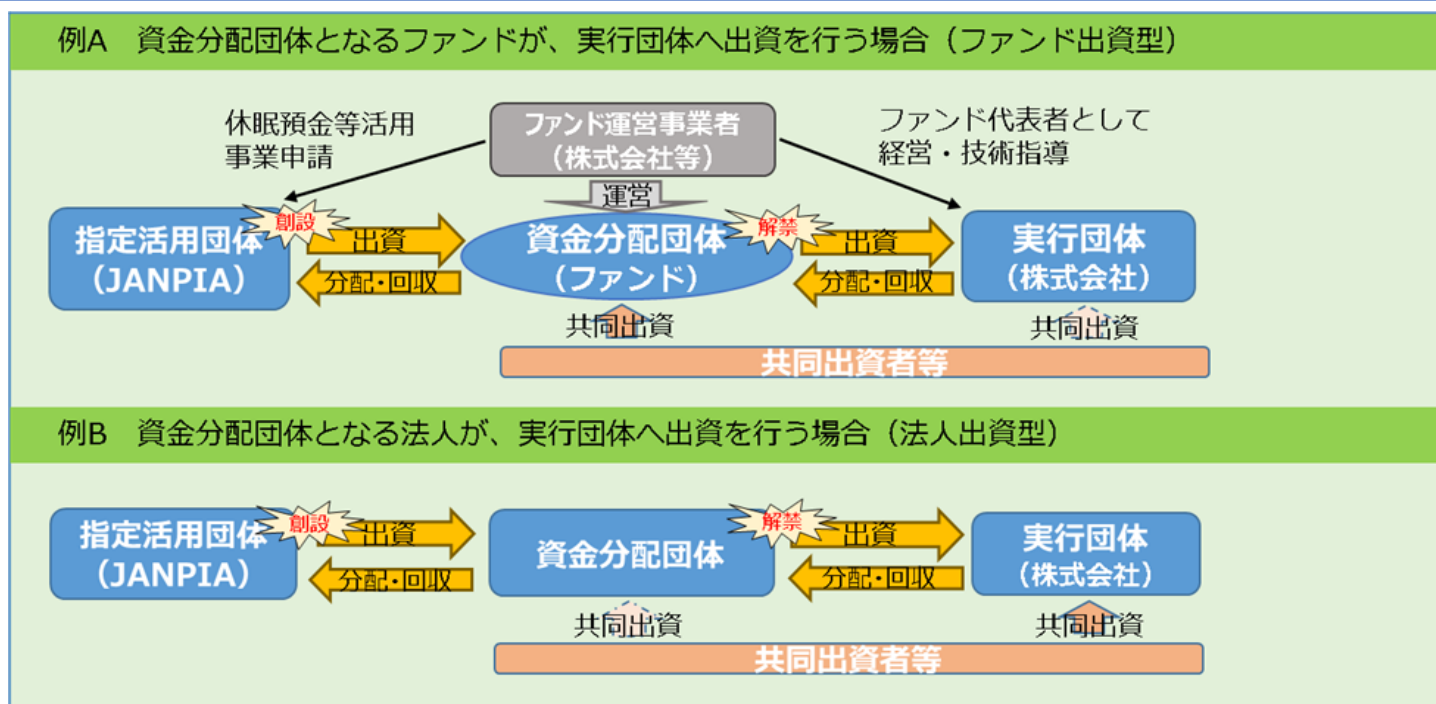 例A 資金分配団体となるファンドが、実行団体へ出資を行う場合（ファンド出資型）
休眠預金等活用
事業申請
ファンド運営事業者
（株式会社等）
ファンド代表者として
経営・技術指導
運営
指定活用団体
（JANPIA）
創設
出資
分配・回収
資金分配団体
（ファンド）
解禁
出資
分配・回収
実行団体
（株式会社）
共同出資
共同出資
共同出資者等
例B 資金分配団体となる法人が、実行団体へ出資を行う場合（法人出資型）
指定活用団体
（JANPIA）
創設
出資
分配・回収
資金分配団体
解禁
出資
分配・回収
実行団体
（株式会社）
共同出資
共同出資
共同出資者等